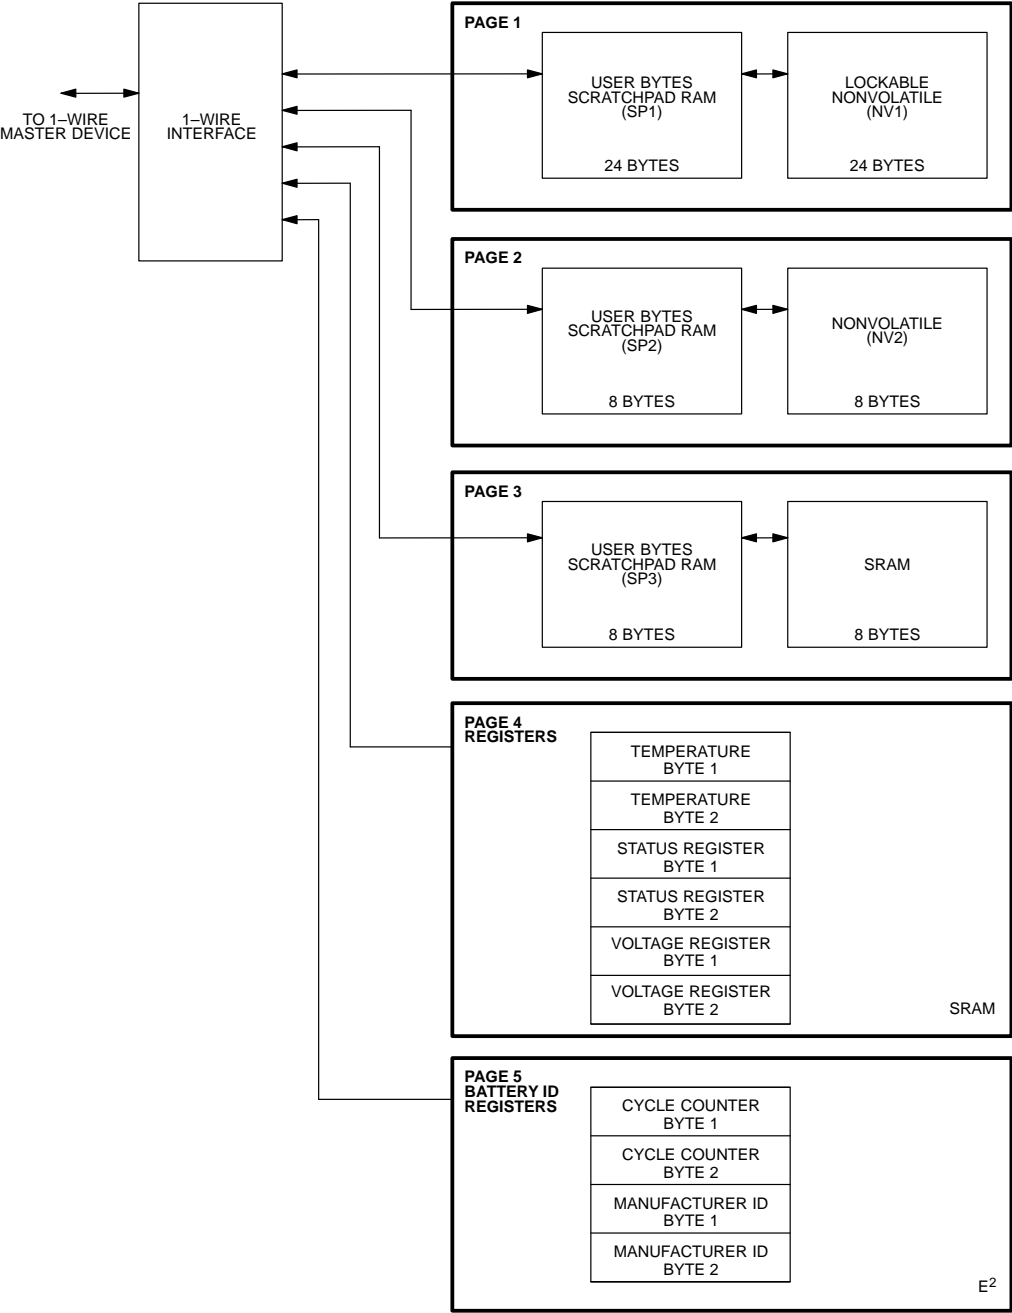 TO 1–WIRE
MASTER DEVICE
1–WIRE
INTERFACE
PAGE 1
USER BYTES
SCRATCHPAD RAM
(SP1)
24 BYTES
LOCKABLE
NONVOLATILE
(NV1)
24 BYTES
PAGE 2
USER BYTES
SCRATCHPAD RAM
(SP2)
8 BYTES
NONVOLATILE
(NV2)
8 BYTES
PAGE 3
USER BYTES
SCRATCHPAD RAM
(SP3)
8 BYTES
SRAM
8 BYTES
PAGE 4
REGISTERS
TEMPERATURE
BYTE 1
TEMPERATURE
BYTE 2
STATUS REGISTER
BYTE 1
STATUS REGISTER
BYTE 2
VOLTAGE REGISTER
BYTE 1
VOLTAGE REGISTER
BYTE 2
SRAM
PAGE 5
BATTERY ID
REGISTERS
CYCLE COUNTER
BYTE 1
CYCLE COUNTER
BYTE 2
MANUFACTURER ID
BYTE 1
MANUFACTURER ID
BYTE 2
E²